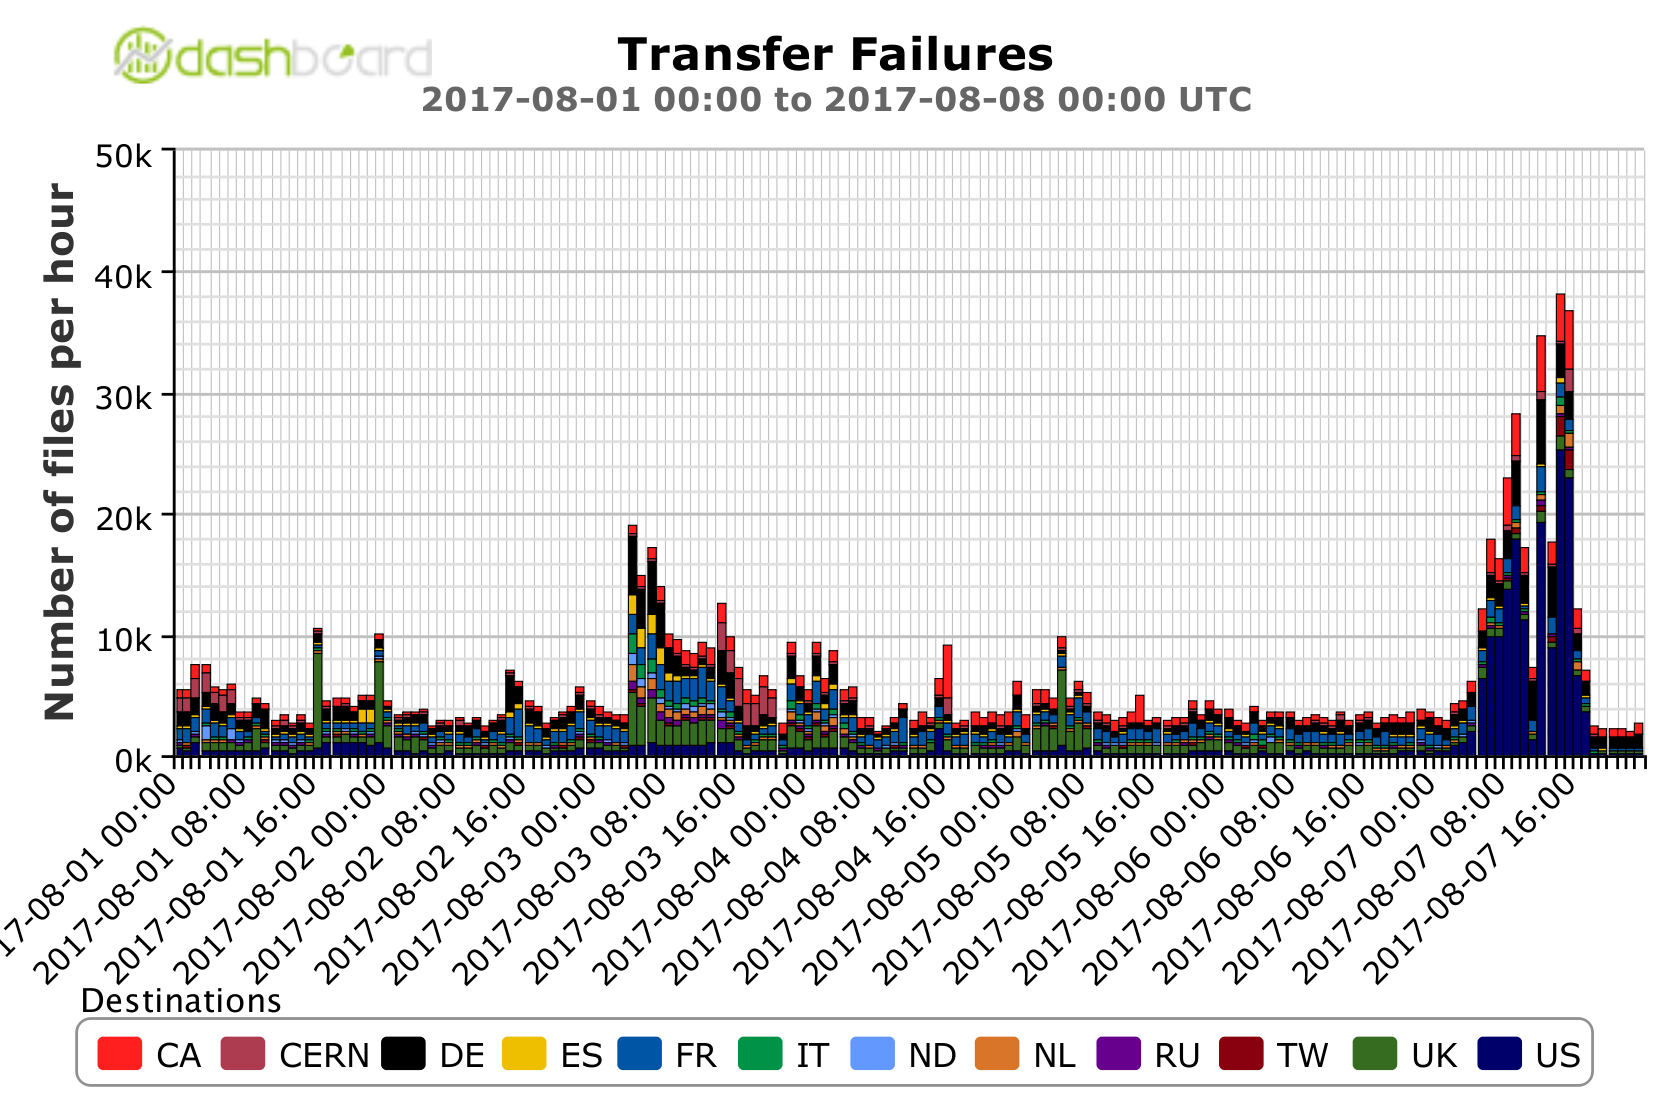 dashboard
Transfer Failures
2017-08-01 00:00 to 2017-08-08 00:00 UTC
Number of files per hour
50k
40k
30k
20k
10k
0k
17-08-01 00:00
2017-08-01 08:00
2017-08-01 16:00
2017-08-02 00:00
2017-08-02 08:00
2017-08-02 16:00
2017-08-03 00:00
2017-08-03 08:00
2017-08-03 16:00
2017-08-04 00:00
2017-08-04 08:00
2017-08-04 16:00
2017-08-05 00:00
2017-08-05 08:00
2017-08-05 16:00
2017-08-06 00:00
2017-08-06 08:00
2017-08-06 16:00
2017-08-07 00:00
2017-08-07 08:00
2017-08-07 16:00
Destinations
CA CERN DE ES FR IT ND NL RU TW UK US